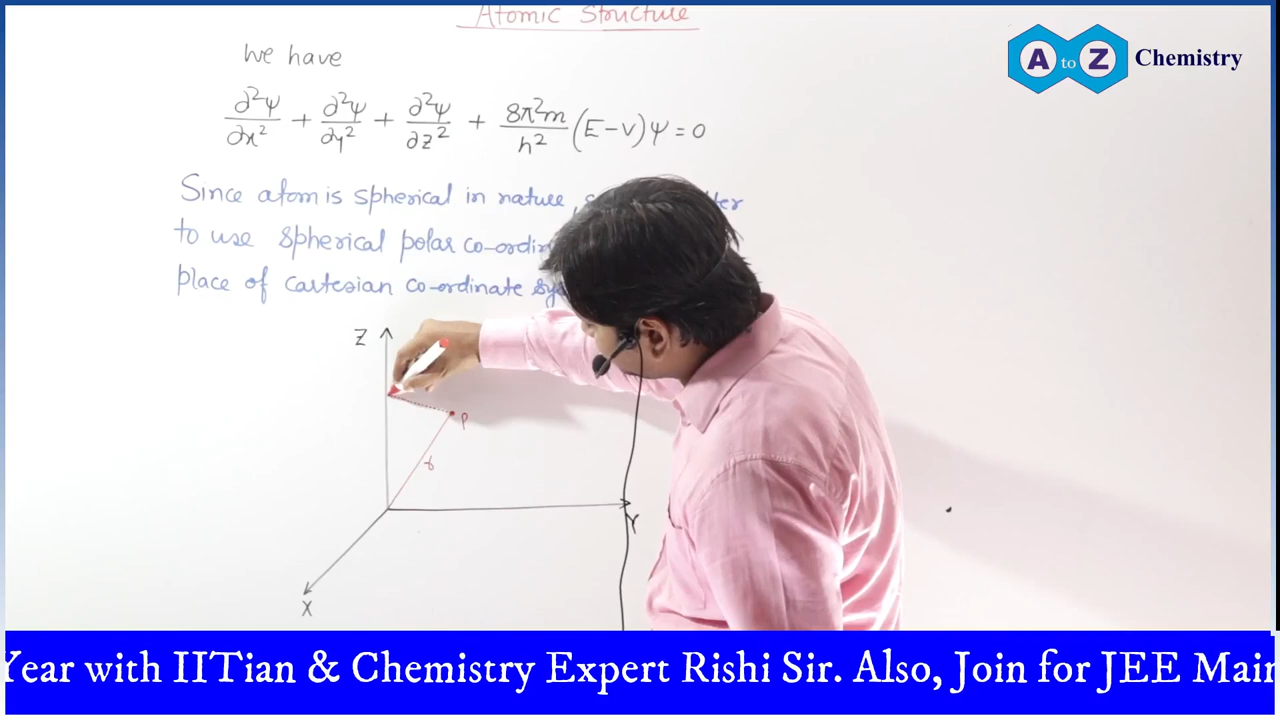 Atomic Structure
A to Z Chemistry
We have
∂²ψ/∂x² + ∂²ψ/∂y² + ∂²ψ/∂z² + 8π²m/h² (E-V)ψ = 0
Since atom is spherical in nature,
to use spherical polar
place of cartesian co-ordinate
Z
P
r
Y
X
Year with IITian & Chemistry Expert Rishi Sir. Also, Join for JEE Main